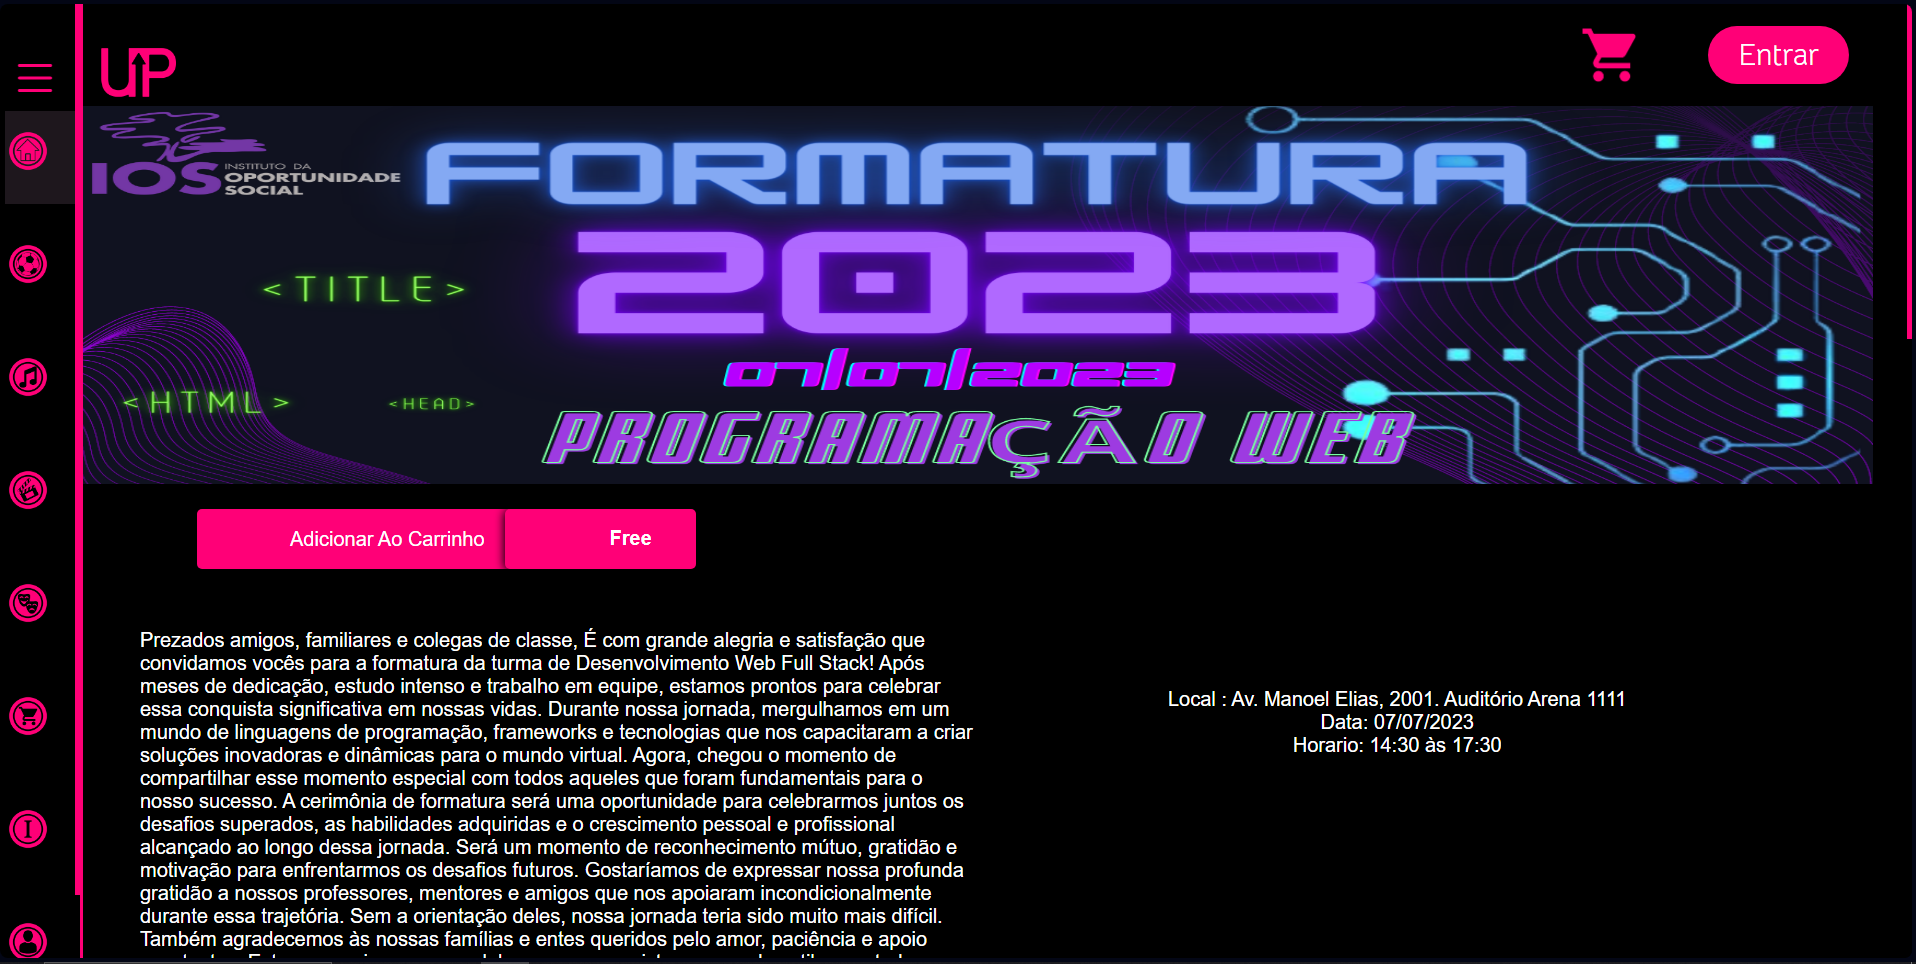 UP
Entrar
IOS INSTITUTO DA
OPORTUNIDADE
SOCIAL
FORMATURA
2023
<TITLE>
07/07/2023
<HTML>
<HEAD>
PROGRAMAÇÃO WEB
Adicionar Ao Carrinho
Free
Prezados amigos, familiares e colegas de classe, É com grande alegria e satisfação que
convidamos vocês para a formatura da turma de Desenvolvimento Web Full Stack! Após
meses de dedicação, estudo intenso e trabalho em equipe, estamos prontos para celebrar
essa conquista significativa em nossas vidas. Durante nossa jornada, mergulhamos em um
mundo de linguagens de programação, frameworks e tecnologias que nos capacitaram a criar
soluções inovadoras e dinâmicas para o mundo virtual. Agora, chegou o momento de
compartilhar esse momento especial com todos aqueles que foram fundamentais para o
nosso sucesso. A cerimônia de formatura será uma oportunidade para celebrarmos juntos os
desafios superados, as habilidades adquiridas e o crescimento pessoal e profissional
alcançado ao longo dessa jornada. Será um momento de reconhecimento mútuo, gratidão e
motivação para enfrentarmos os desafios futuros. Gostaríamos de expressar nossa profunda
gratidão a nossos professores, mentores e amigos que nos apoiaram incondicionalmente
durante essa trajetória. Sem a orientação deles, nossa jornada teria sido muito mais difícil.
Também agradecemos às nossas famílias e entes queridos pelo amor, paciência e apoio
Local : Av. Manoel Elias, 2001. Auditório Arena 1111
Data: 07/07/2023
Horario: 14:30 às 17:30